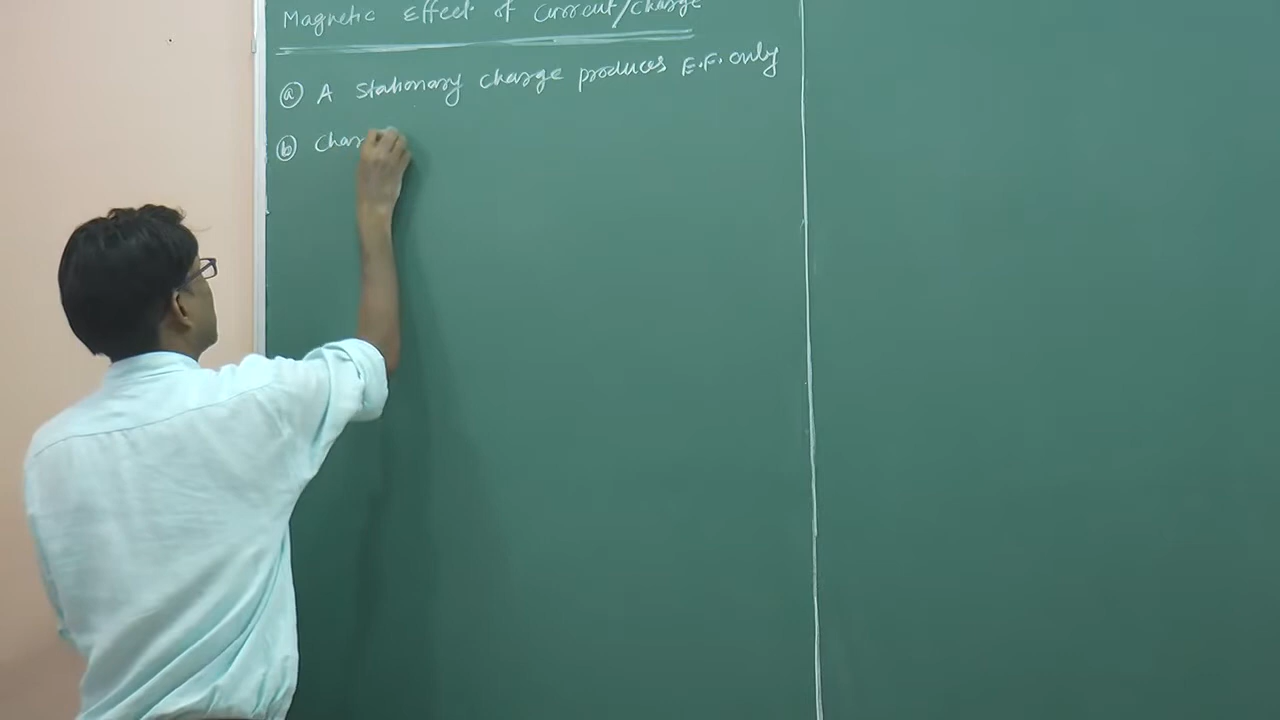 Magnetic Effect of Current/Charge
ⓐ A Stationary charge produces E.F. only
ⓑ Char